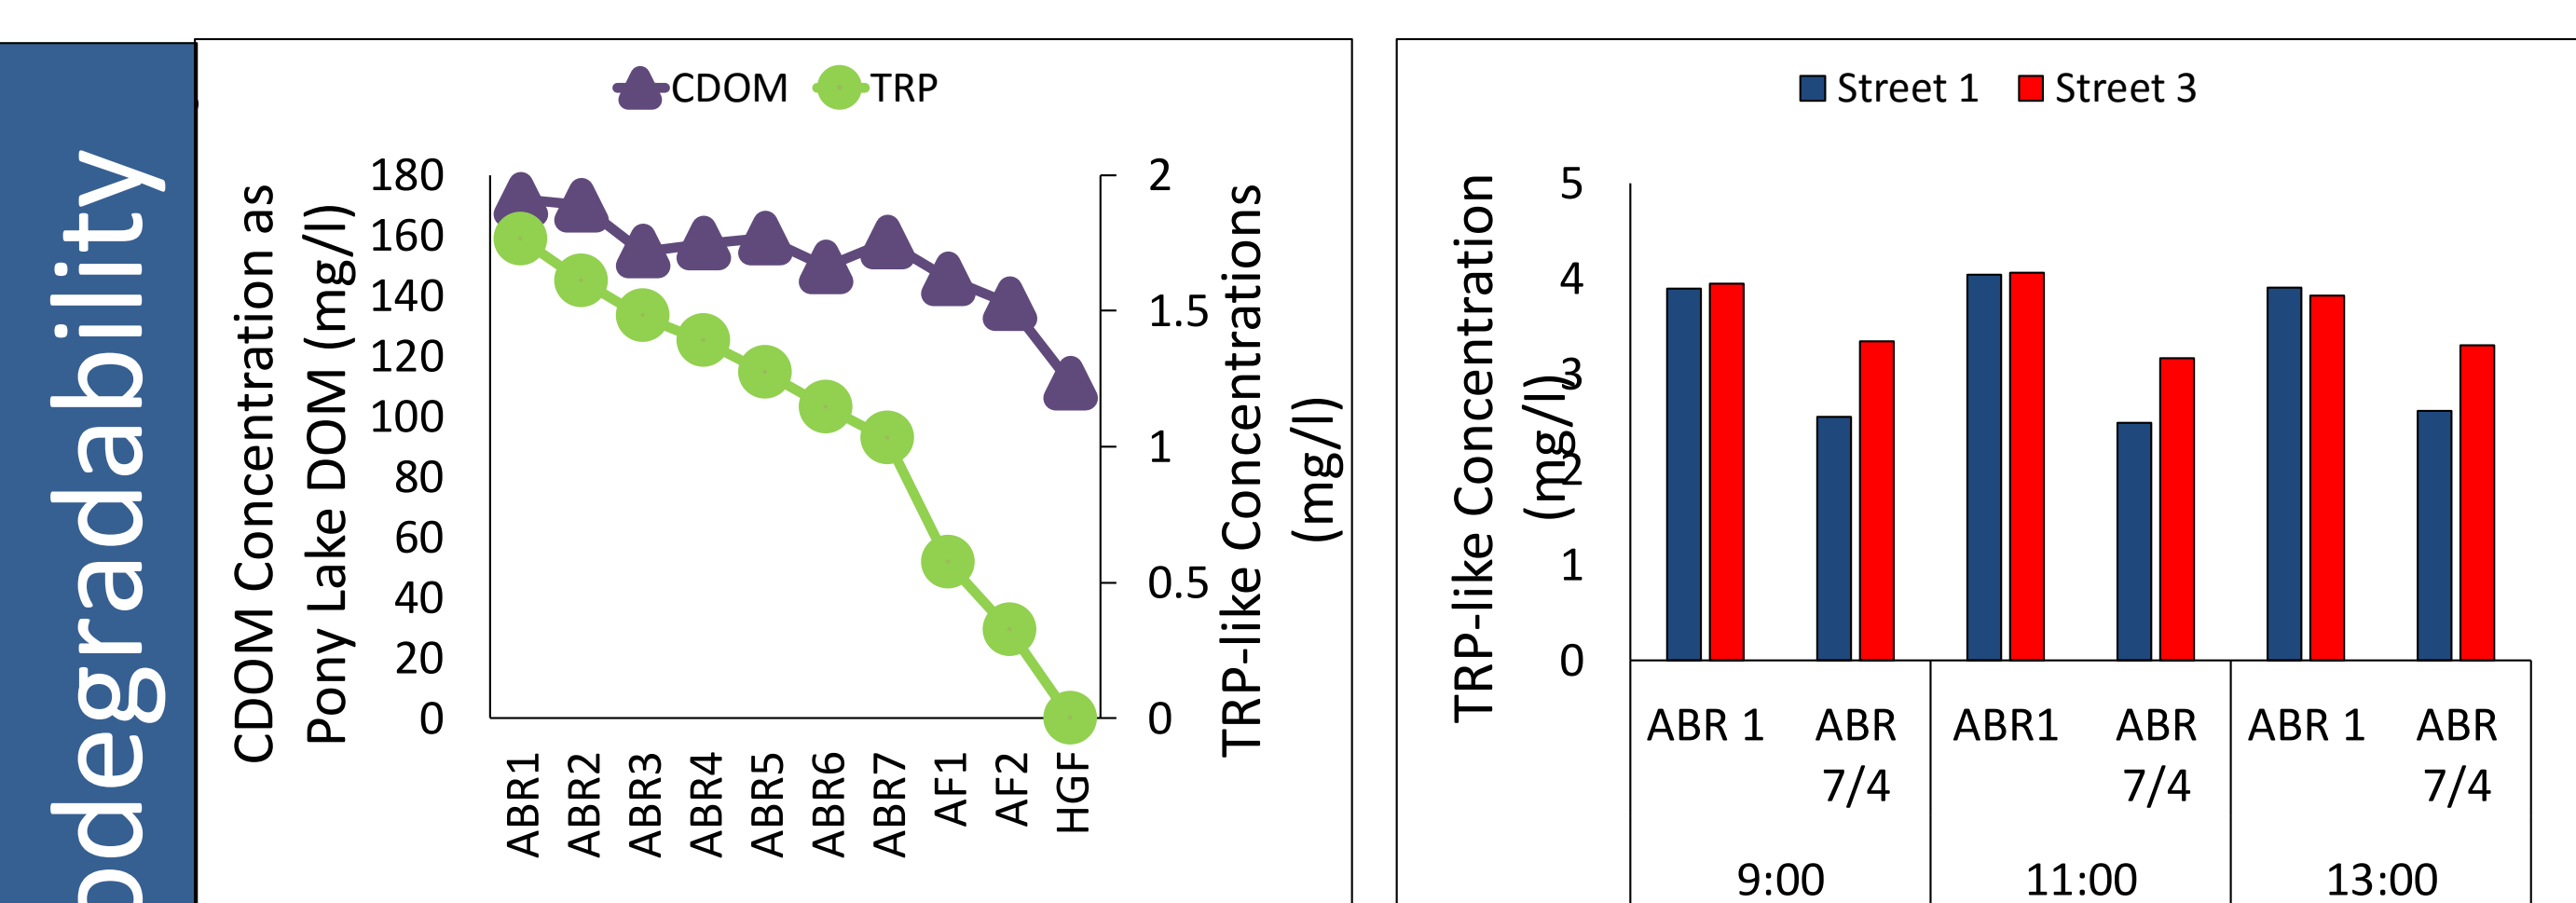 odegradability
CDOM TRP
CDOM Concentration as
Pony Lake DOM (mg/l)
180
160
140
120
100
80
60
40
20
0
2
1.5
1
0.5
0
TRP-like Concentrations
(mg/l)
ABR1
ABR2
ABR3
ABR4
ABR5
ABR6
ABR7
AF1
AF2
HGF
Street 1 Street 3
TRP-like Concentration
(mg/l)
5
4
3
2
1
0
ABR 1 ABR ABR1 ABR ABR 1 ABR
7/4 7/4 7/4
9:00 11:00 13:00